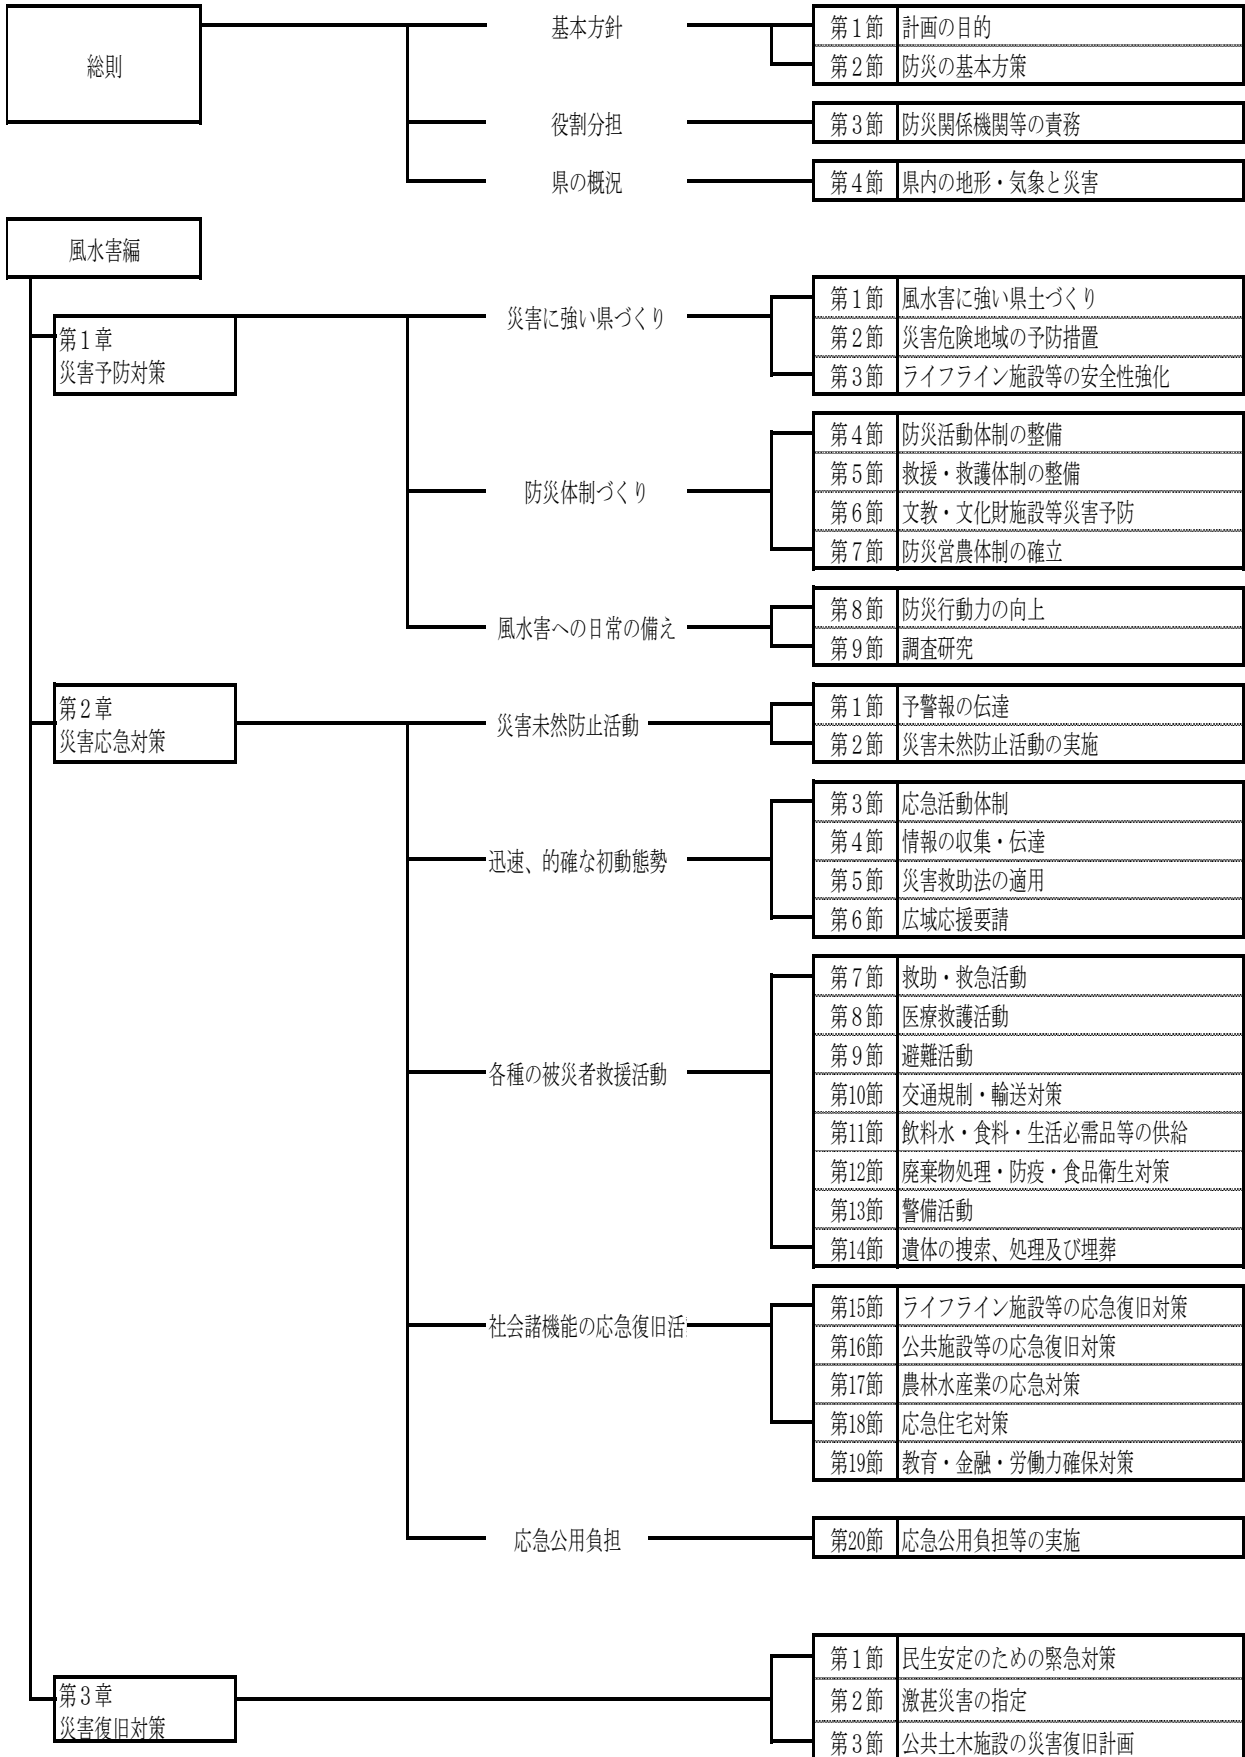 総則
基本方針
第1節 計画の目的
第2節 防災の基本方策
役割分担
第3節 防災関係機関等の責務
県の概況
第4節 県内の地形・気象と災害
風水害編
第1章
災害予防対策
災害に強い県づくり
第1節 風水害に強い県土づくり
第2節 災害危険地域の予防措置
第3節 ライフライン施設等の安全性強化
防災体制づくり
第4節 防災活動体制の整備
第5節 救援・救護体制の整備
第6節 文教・文化財施設等災害予防
第7節 防災営農体制の確立
風水害への日常の備え
第8節 防災行動力の向上
第9節 調査研究
第2章
災害応急対策
災害未然防止活動
第1節 予警報の伝達
第2節 災害未然防止活動の実施
迅速、的確な初動態勢
第3節 応急活動体制
第4節 情報の収集・伝達
第5節 災害救助法の適用
第6節 広域応援要請
各種の被災者救援活動
第7節 救助・救急活動
第8節 医療救護活動
第9節 避難活動
第10節 交通規制・輸送対策
第11節 飲料水・食料・生活必需品等の供給
第12節 廃棄物処理・防疫・食品衛生対策
第13節 警備活動
第14節 遺体の捜索、処理及び埋葬
社会諸機能の応急復旧活
第15節 ライフライン施設等の応急復旧対策
第16節 公共施設等の応急復旧対策
第17節 農林水産業の応急対策
第18節 応急住宅対策
第19節 教育・金融・労働力確保対策
応急公用負担
第20節 応急公用負担等の実施
第3章
災害復旧対策
第1節 民生安定のための緊急対策
第2節 激甚災害の指定
第3節 公共土木施設の災害復旧計画